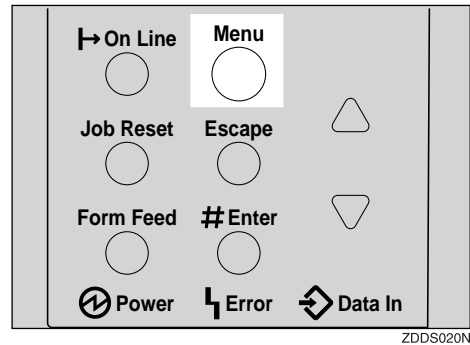 On Line Menu
Job Reset Escape
Form Feed # Enter
Power Error Data In
ZDDS020N